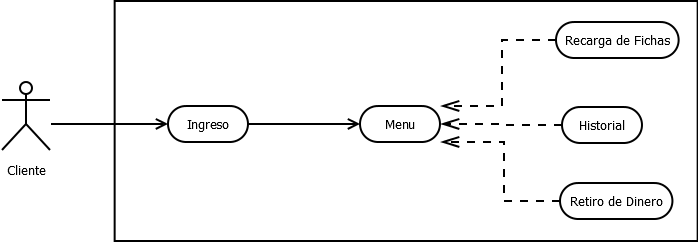 Recarga de Fichas
Ingreso
Menu
Historial
Cliente
Retiro de Dinero